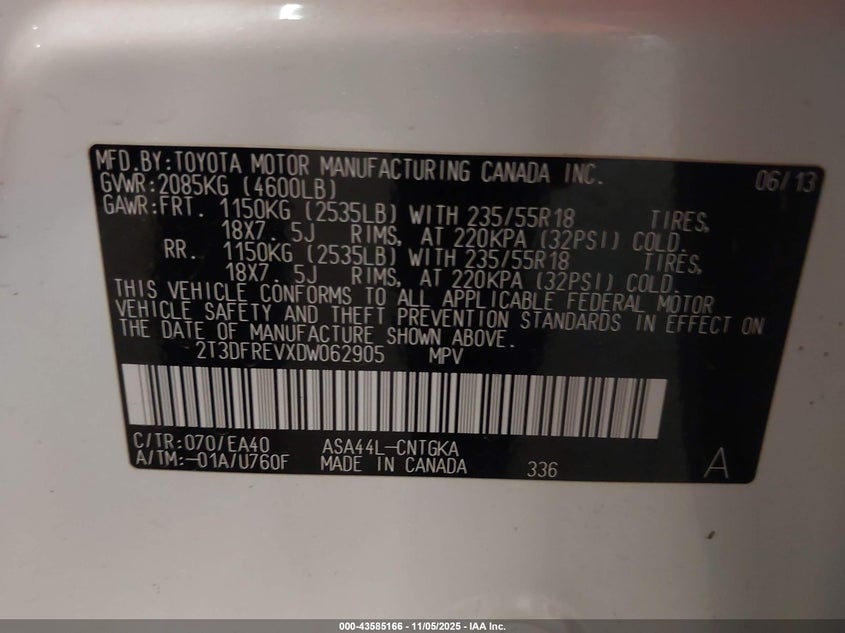 MFD.BY:TOYOTA MOTOR MANUFACTURING CANADA INC. 06/13
GVWR:2085KG (4600LB)
GAWR:FRT. 1150KG (2535LB) WITH 235/55R18 TIRES,
18X7. 5J RIMS, AT 220KPA (32PSI) COLD.
RR. 1150KG (2535LB) WITH 235/55R18 TIRES,
18X7. 5J RIMS, AT 220KPA (32PSI) COLD.
THIS VEHICLE CONFORMS TO ALL APPLICABLE FEDERAL MOTOR
VEHICLE SAFETY AND THEFT PREVENTION STANDARDS IN EFFECT ON
THE DATE OF MANUFACTURE SHOWN ABOVE.
2T3DFREVXDW062905 MPV
C/TR:070/EA40 ASA44L-CNTGKA
A/TM:-01A/U760F MADE IN CANADA 336 A
000-43585166 - 11/05/2025 - IAA Inc.